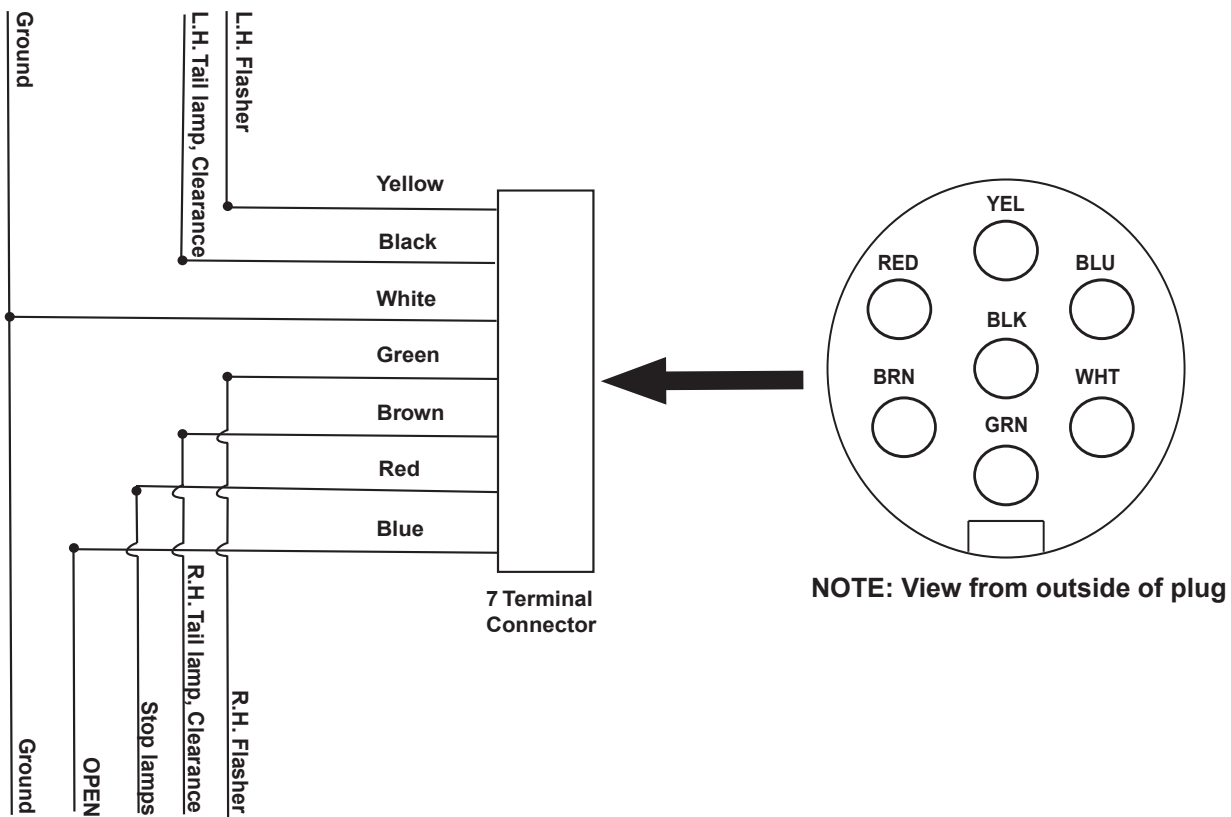 Ground
L.H. Tail lamp, Clearance
L.H. Flasher
Yellow
Black
White
Green
Brown
Red
Blue
7 Terminal
Connector
Ground
OPEN
Stop lamps
R.H. Tail lamp, Clearance
R.H. Flasher
YEL
RED
BLU
BLK
BRN
WHT
GRN
NOTE: View from outside of plug